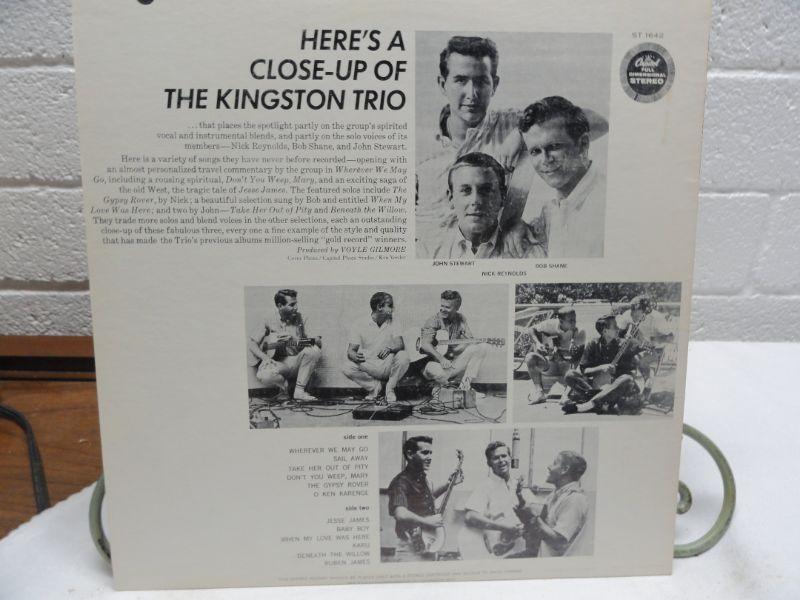 HERE'S A
CLOSE-UP OF
THE KINGSTON TRIO
...that places the spotlight partly on the group's spirited
vocal and instrumental blends, and partly on the solo voices of its
members—Nick Reynolds, Bob Shane, and John Stewart.
Here is a variety of songs they have never before recorded—opening with
an almost personalized travel commentary by the group in Wherever We May
Go, including a rousing spiritual, Don't You Weep, Mary, and an exciting saga of
the old West, the tragic tale of Jesse James. The featured solos include The
Gypsy Rover, by Nick; a beautiful selection sung by Bob and entitled When My
Love Was Here; and two by John—Take Her Out of Pity and Beneath the Willow.
They trade more solos and blend voices in the other selections, each an outstanding
close-up of these fabulous three, every one a fine example of the style and quality
that has made the Trio's previous albums million-selling "gold record" winners.
Produced by VOYLE GILMORE
Cover Photo / Capitol Photo Studio / Ken Veeder
ST 1642
Capitol
FULL
DIMENSIONAL
STEREO
JOHN STEWART
BOB SHANE
NICK REYNOLDS
side one
WHEREVER WE MAY GO
SAIL AWAY
TAKE HER OUT OF PITY
DON'T YOU WEEP, MARY
THE GYPSY ROVER
O KEN KARENGE
side two
JESSE JAMES
BABY BOY
WHEN MY LOVE WAS HERE
KARU
BENEATH THE WILLOW
RUBEN JAMES